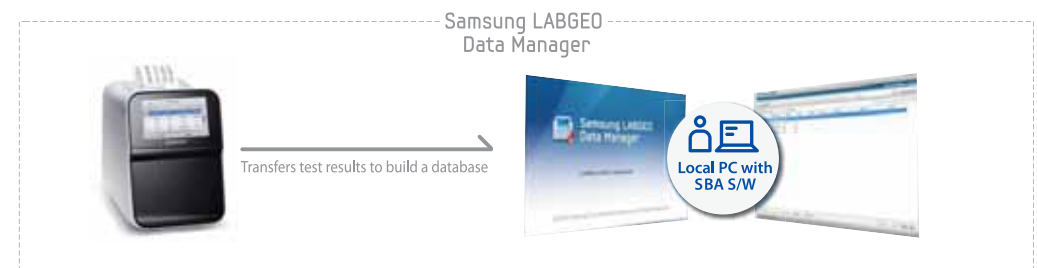 Samsung LABGEO
Data Manager
Transfers test results to build a database
Samsung LABGEO
Data Manager
Local PC with
SBA S/W